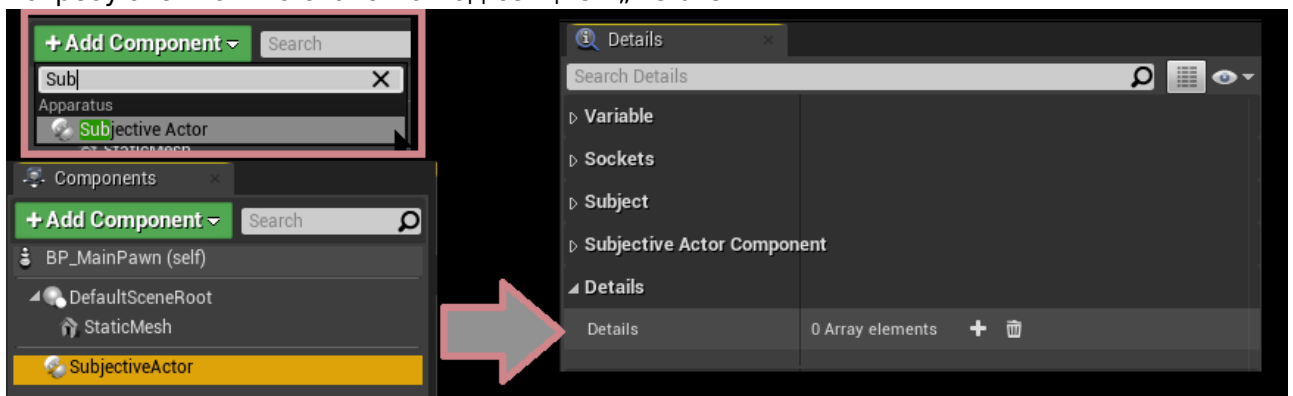 + Add Component
Search
Sub
Apparatus
Subjective Actor
StaticMesh
Components
+ Add Component
Search
BP_MainPawn (self)
DefaultSceneRoot
StaticMesh
SubjectiveActor
Details
Search Details
Variable
Sockets
Subject
Subjective Actor Component
Details
Details
0 Array elements